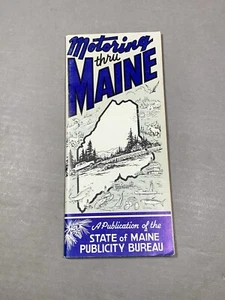 Motoring
thru
MAINE
A Publication of the
STATE of MAINE
PUBLICITY BUREAU